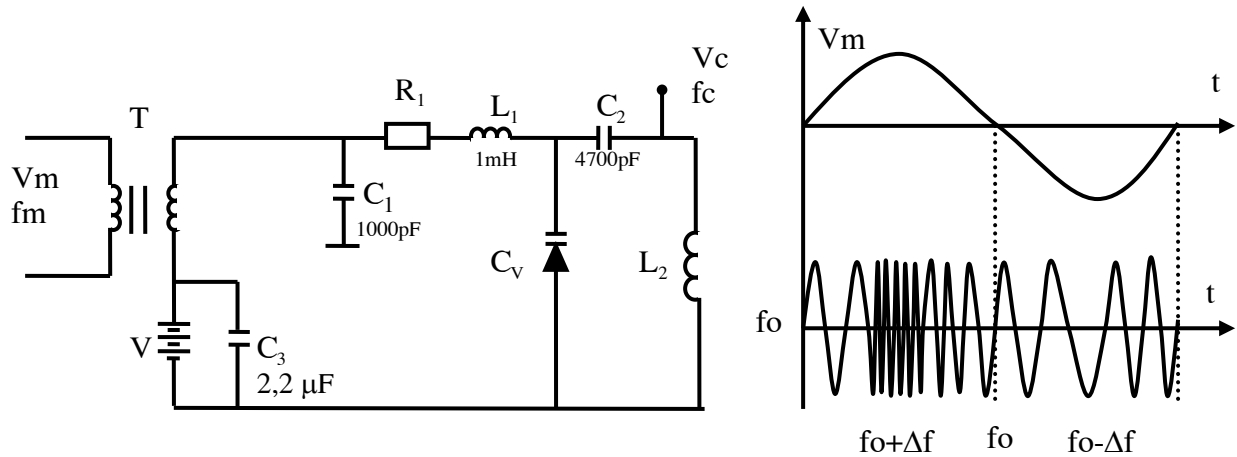 T
Vm
fm
V
C3
2,2 μF
C1
1000pF
R1
L1
1mH
CV
C2
4700pF
Vc
fc
L2
Vm
t
fo
t
fo+Δf
fo
fo-Δf